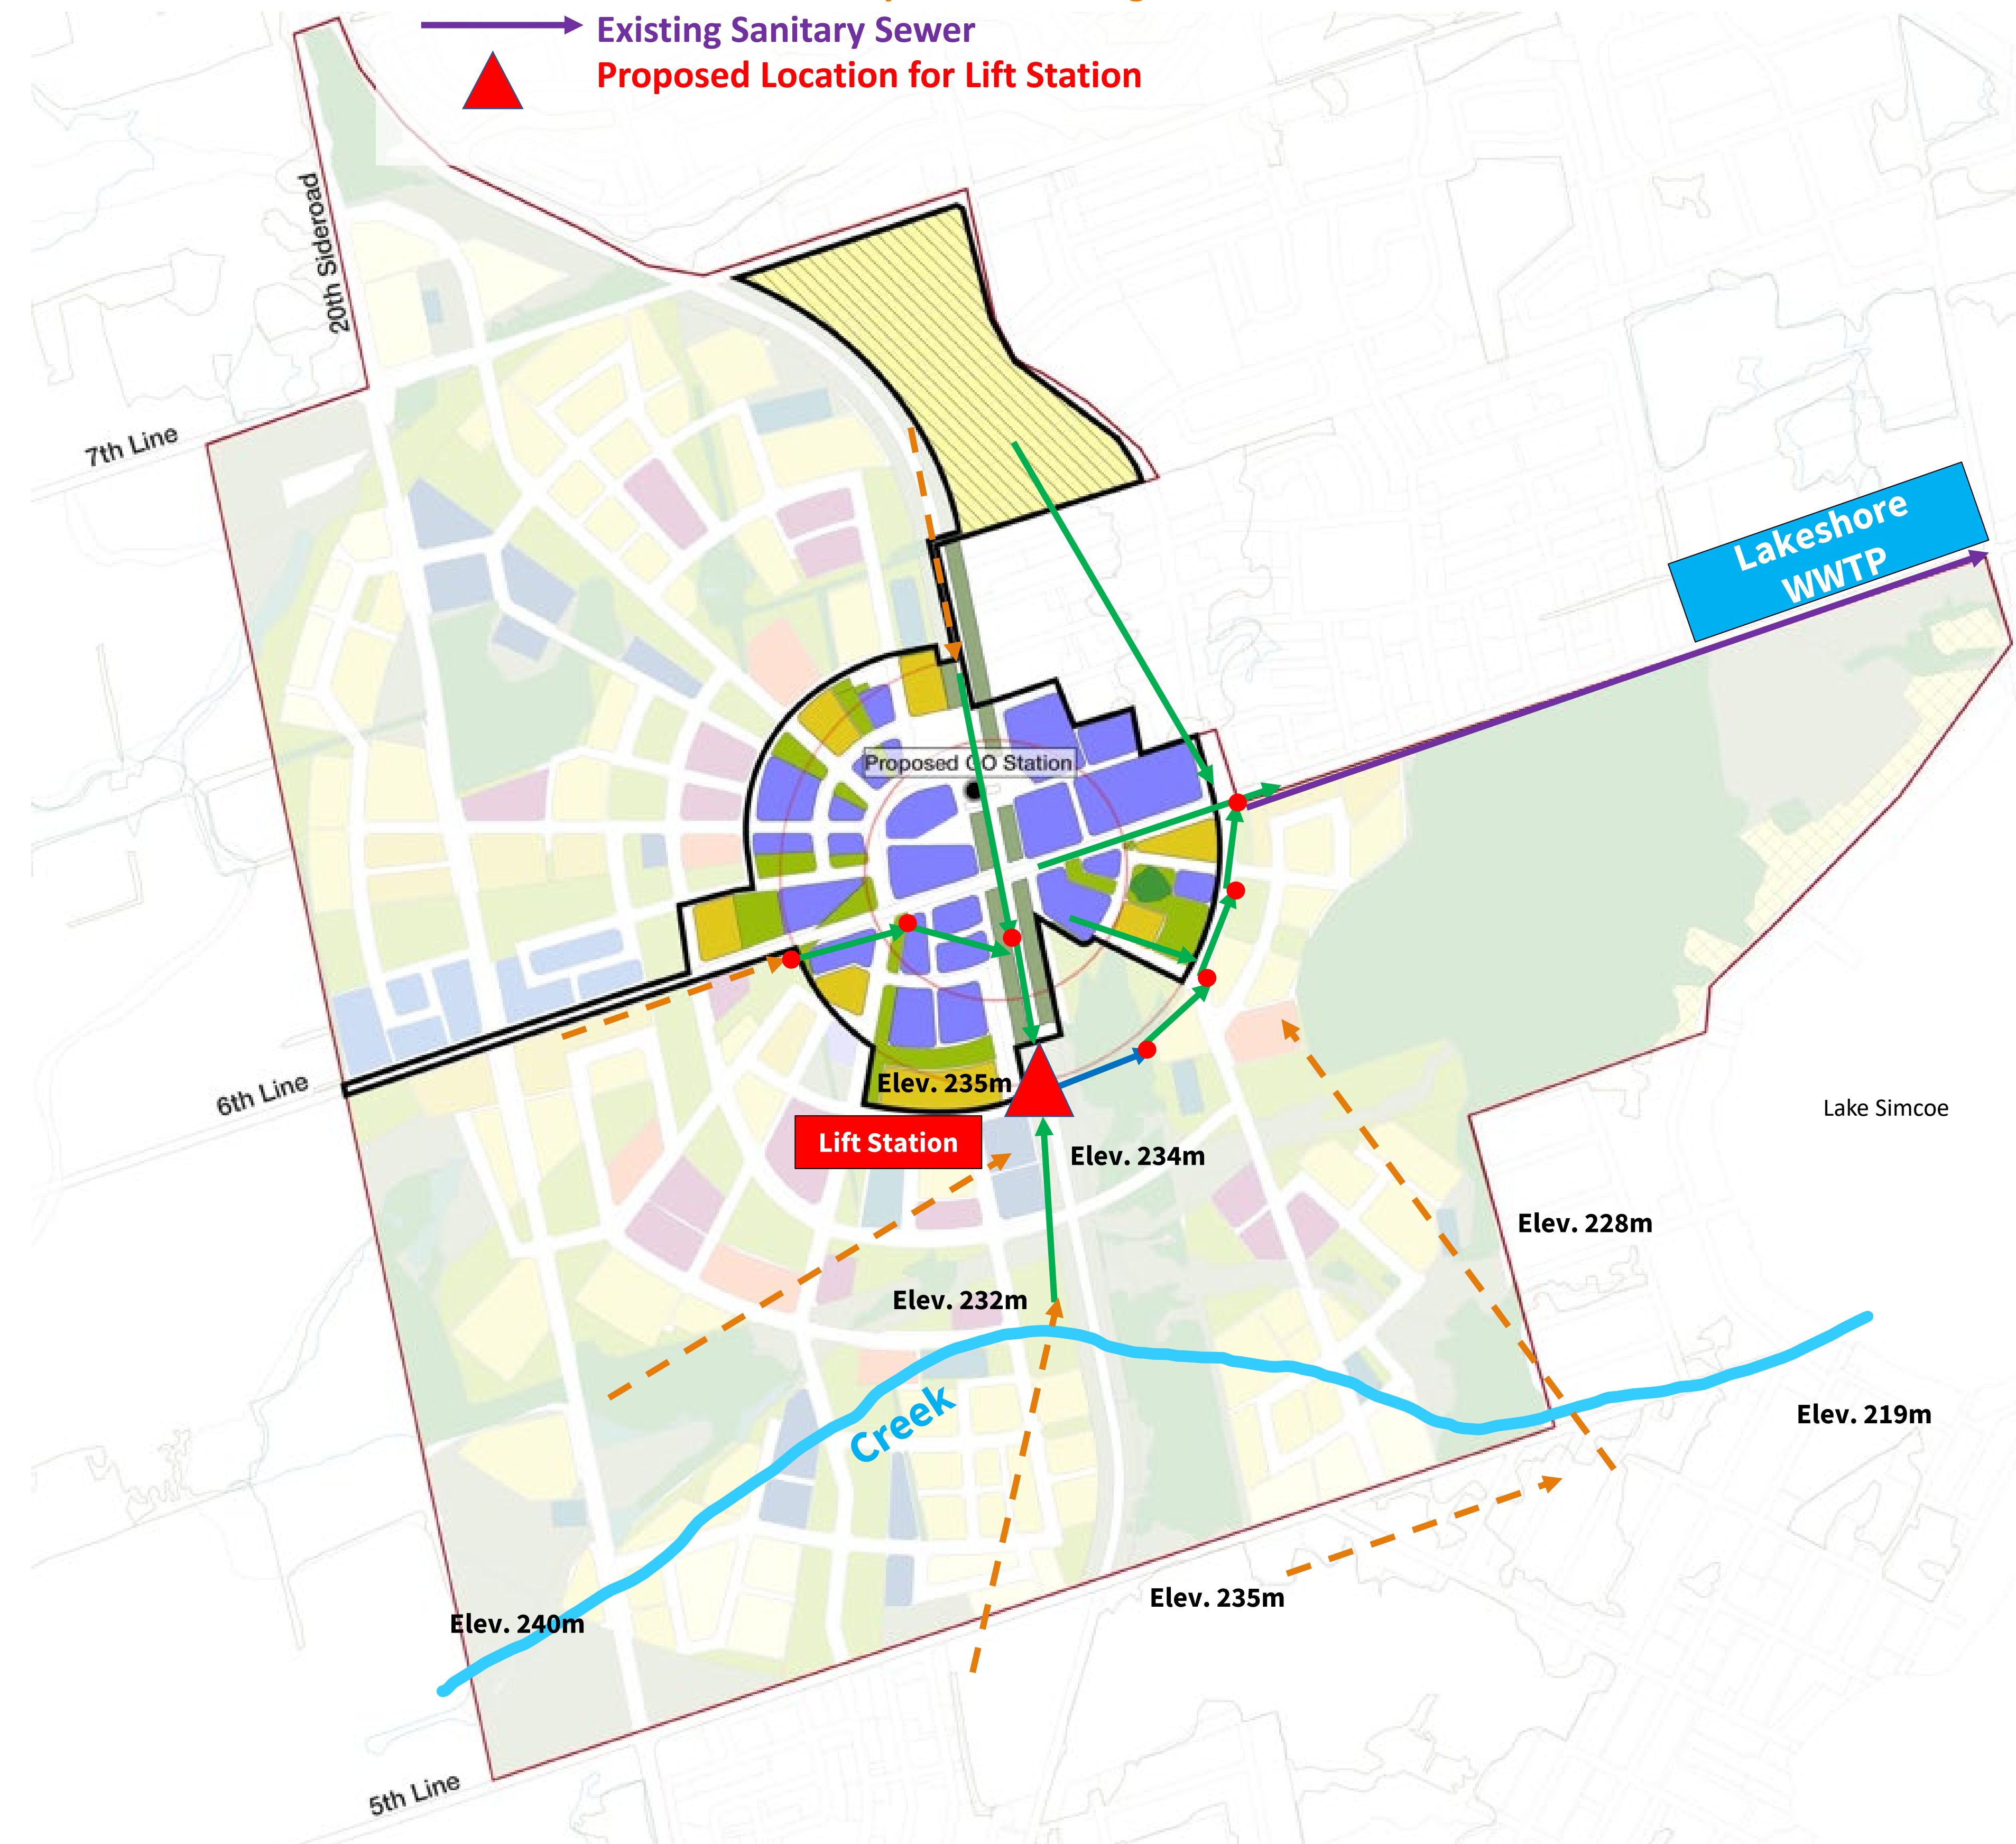 Existing Sanitary Sewer
Proposed Location for Lift Station
20th Sideroad
7th Line
Lakeshore
WWTP
Proposed GO Station
6th Line
Elev. 235m
Lift Station
Elev. 234m
Lake Simcoe
Elev. 228m
Elev. 232m
Creek
Elev. 219m
Elev. 235m
Elev. 240m
5th Line